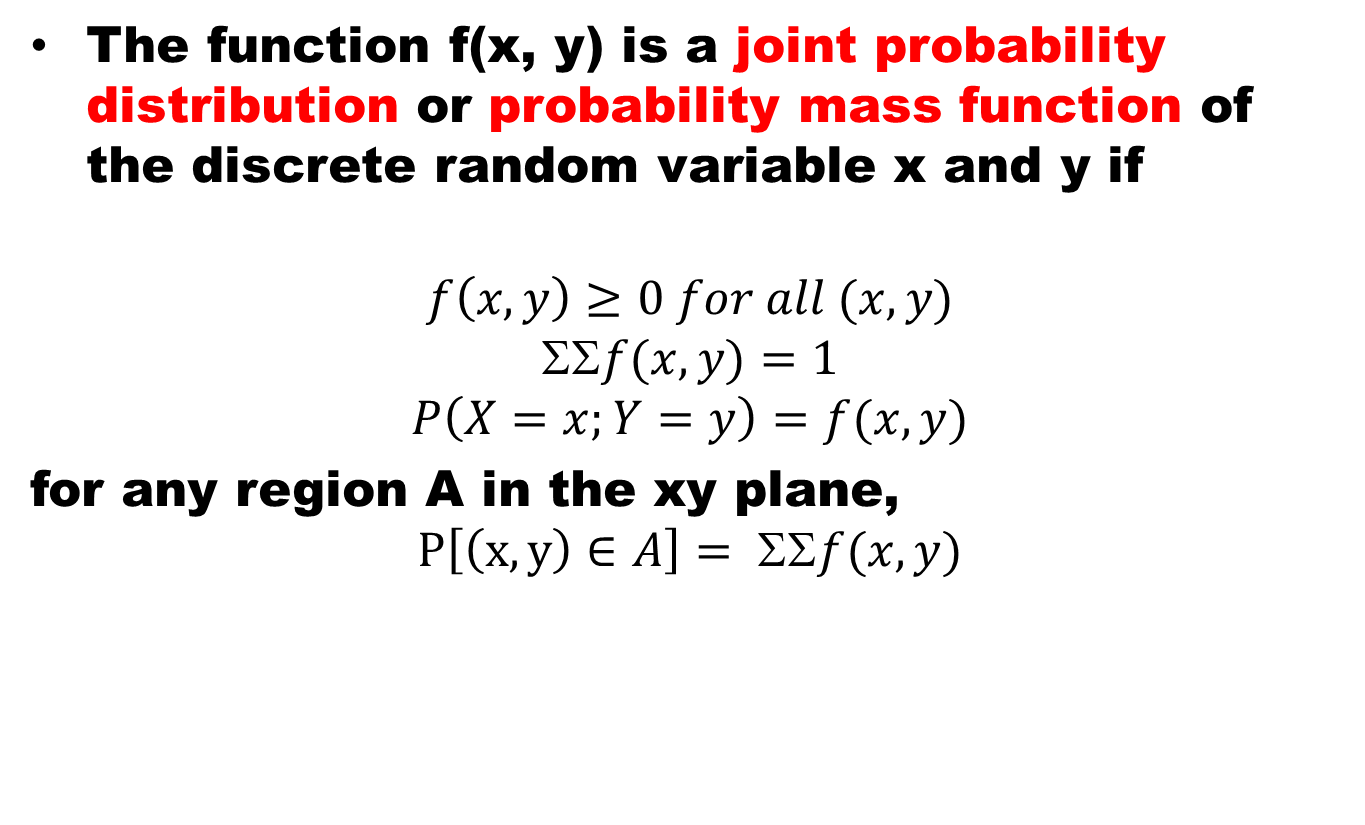 • The function f(x, y) is a joint probability
distribution or probability mass function of
the discrete random variable x and y if
f(x, y) ≥ 0 for all (x, y)
ΣΣf(x, y) = 1
P(X = x; Y = y) = f(x, y)
for any region A in the xy plane,
P[(x, y) ∈ A] = ΣΣf(x, y)